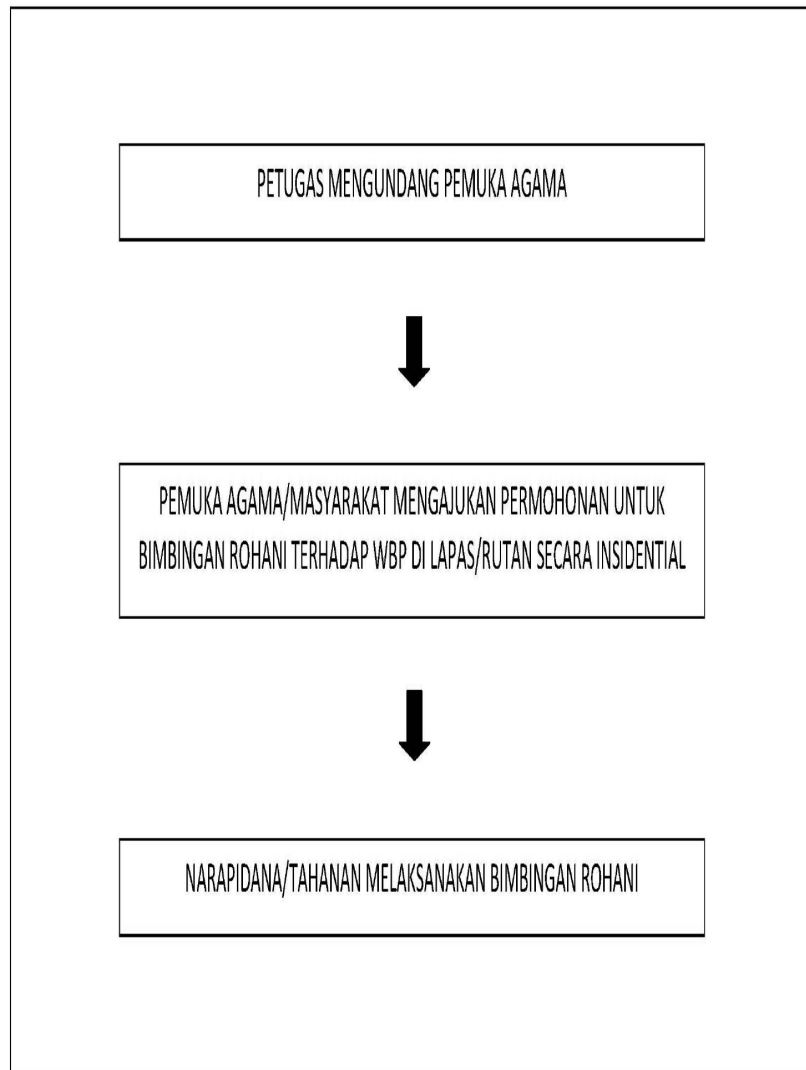 PETUGAS MENGUNDANG PEMUKA AGAMA
PEMUKA AGAMA/MASYARAKAT MENGAJUKAN PERMOHONAN UNTUK
BIMBINGAN ROHANI TERHADAP WBP DI LAPAS/RUTAN SECARA INSIDENTIAL
NARAPIDANA/TAHANAN MELAKSANAKAN BIMBINGAN ROHANI